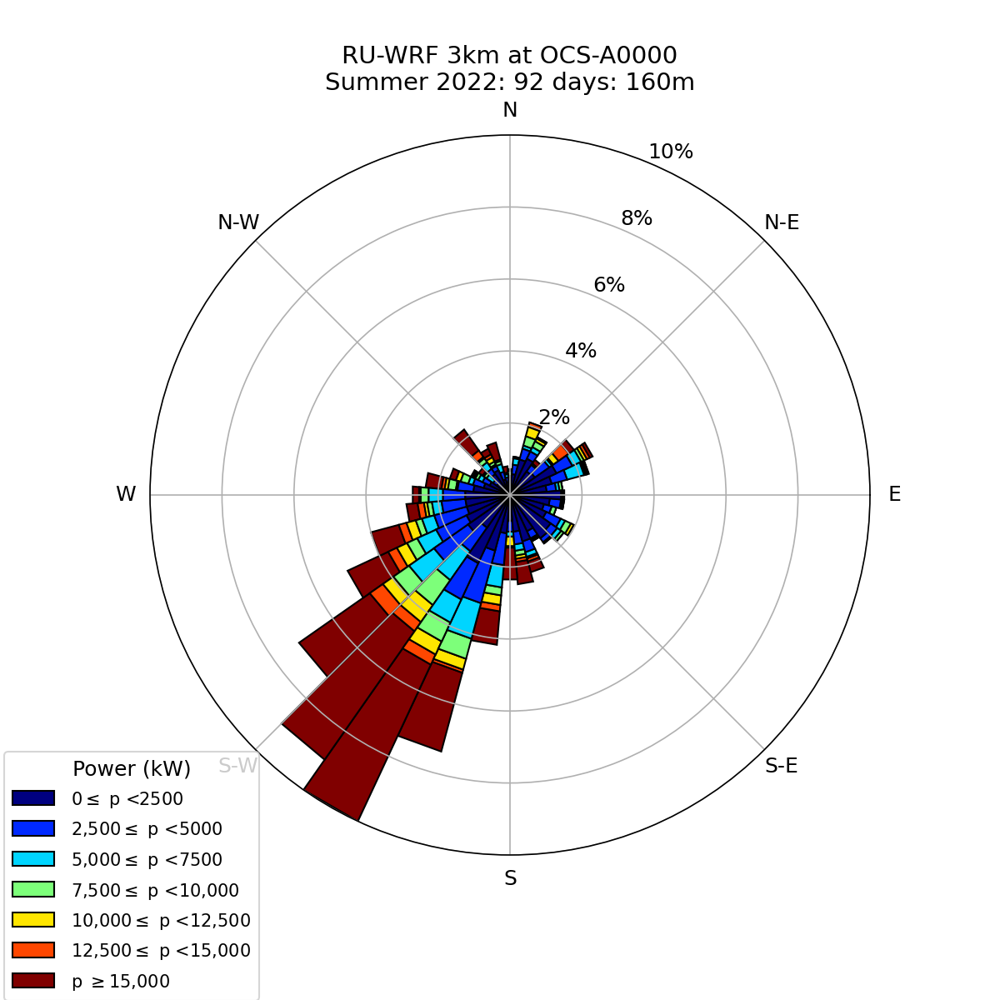 RU-WRF 3km at OCS-A0000
Summer 2022: 92 days: 160m
N
10%
8%
N-W
N-E
6%
4%
2%
W
E
S-W
S-E
S
Power (kW)
0≤ p <2500
2,500≤ p <5000
5,000≤ p <7500
7,500≤ p <10,000
10,000≤ p <12,500
12,500≤ p <15,000
p ≥15,000